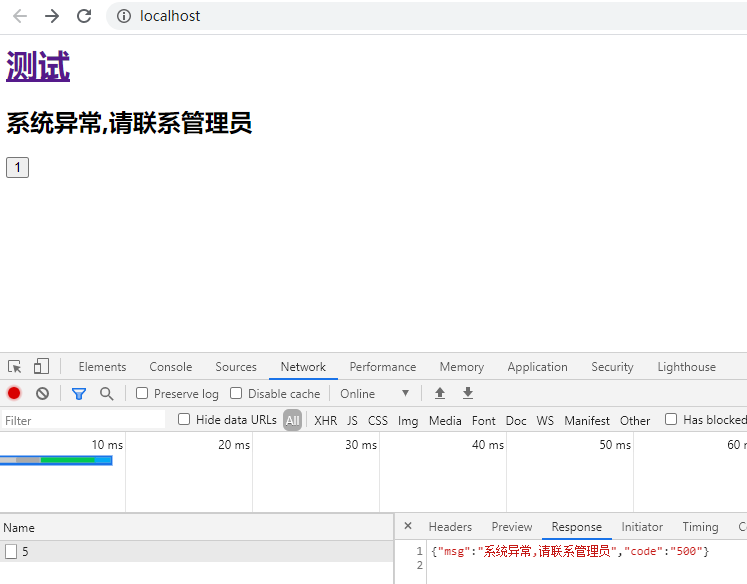 localhost
测试
系统异常,请联系管理员
1
Elements Console Sources Network Performance Memory Application Security Lighthouse
Preserve log Disable cache Online
Filter Hide data URLs All XHR JS CSS Img Media Font Doc WS Manifest Other Has blocked
10 ms 20 ms 30 ms 40 ms 50 ms 60
Name × Headers Preview Response Initiator Timing
5
1 {"msg":"系统异常,请联系管理员","code":"500"}
2